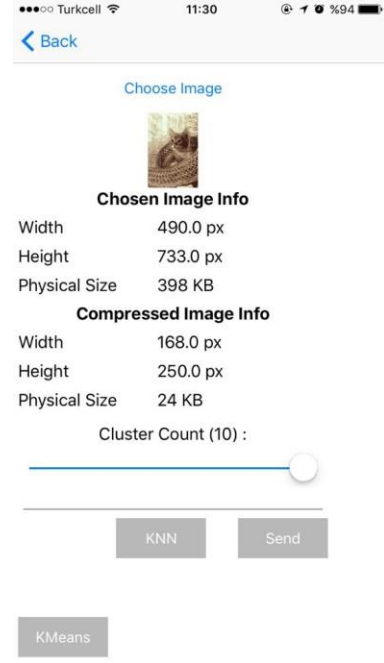 Turkcell 11:30 %94
Back
Choose Image
Chosen Image Info
Width 490.0 px
Height 733.0 px
Physical Size 398 KB
Compressed Image Info
Width 168.0 px
Height 250.0 px
Physical Size 24 KB
Cluster Count (10) :
KNN Send
KMeans